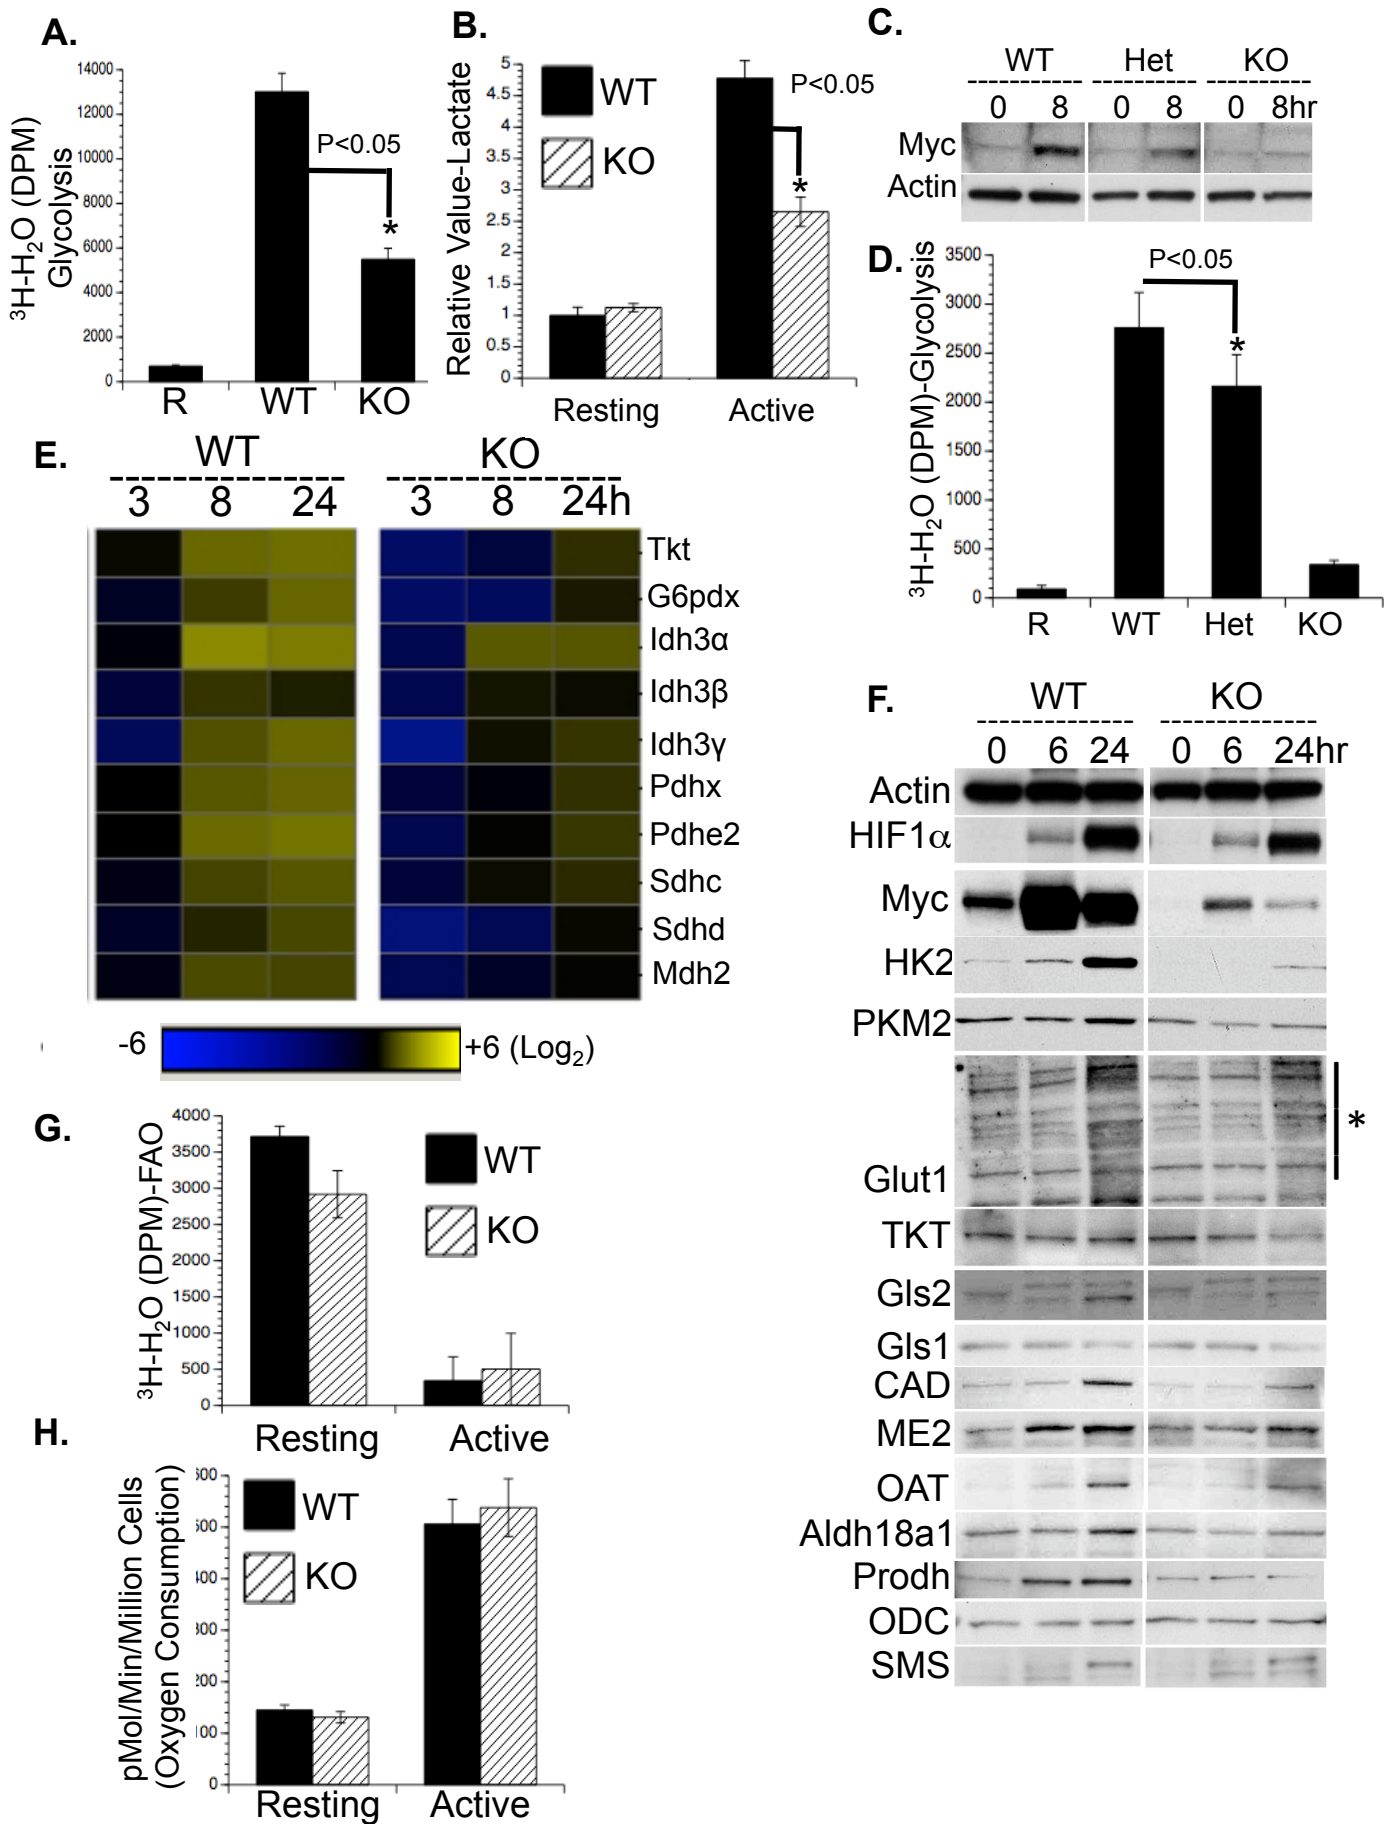 A.
³H-H₂O (DPM)
Glycolysis
14000
12000
10000
8000
6000
4000
2000
0
P<0.05
*
R WT KO
B.
Relative Value-Lactate
5
4.5
4
3.5
3
2.5
2
1.5
1
0.5
0
WT
KO
P<0.05
*
Resting Active
C.
WT Het KO
0 8 0 8 0 8hr
Myc
Actin
D.
³H-H₂O (DPM)-Glycolysis
3500
3000
2500
2000
1500
1000
500
0
P<0.05
*
R WT Het KO
E.
WT KO
3 8 24 3 8 24h
Tkt
G6pdx
Idh3α
Idh3β
Idh3γ
Pdhx
Pdhe2
Sdhc
Sdhd
Mdh2
-6 +6 (Log₂)
F.
WT KO
0 6 24 0 6 24hr
Actin
HIF1α
Myc
HK2
PKM2
*
Glut1
TKT
Gls2
Gls1
CAD
ME2
OAT
Aldh18a1
Prodh
ODC
SMS
G.
³H-H₂O (DPM)-FAO
4000
3500
3000
2500
2000
1500
1000
500
0
WT
KO
Resting Active
H.
pMol/Min/Million Cells
(Oxygen Consumption)
600
500
400
300
200
100
0
WT
KO
Resting Active